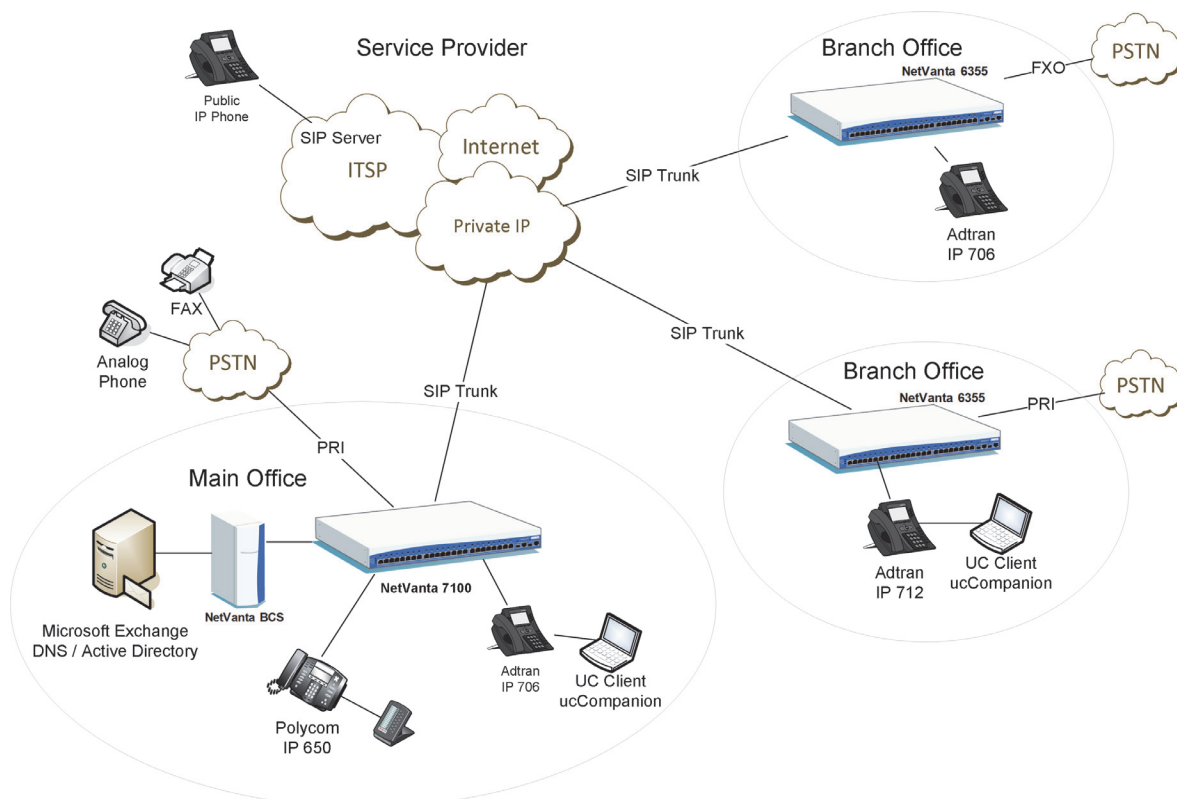 Service Provider
Public
IP Phone
SIP Server
ITSP
Internet
Private IP
SIP Trunk
Branch Office
NetVanta 6355
FXO
PSTN
Adtran
IP 706
SIP Trunk
Branch Office
NetVanta 6355
PRI
PSTN
Adtran
IP 712
UC Client
ucCompanion
FAX
Analog
Phone
PSTN
SIP Trunk
PRI
Main Office
NetVanta BCS
NetVanta 7100
Microsoft Exchange
DNS / Active Directory
Polycom
IP 650
Adtran
IP 706
UC Client
ucCompanion